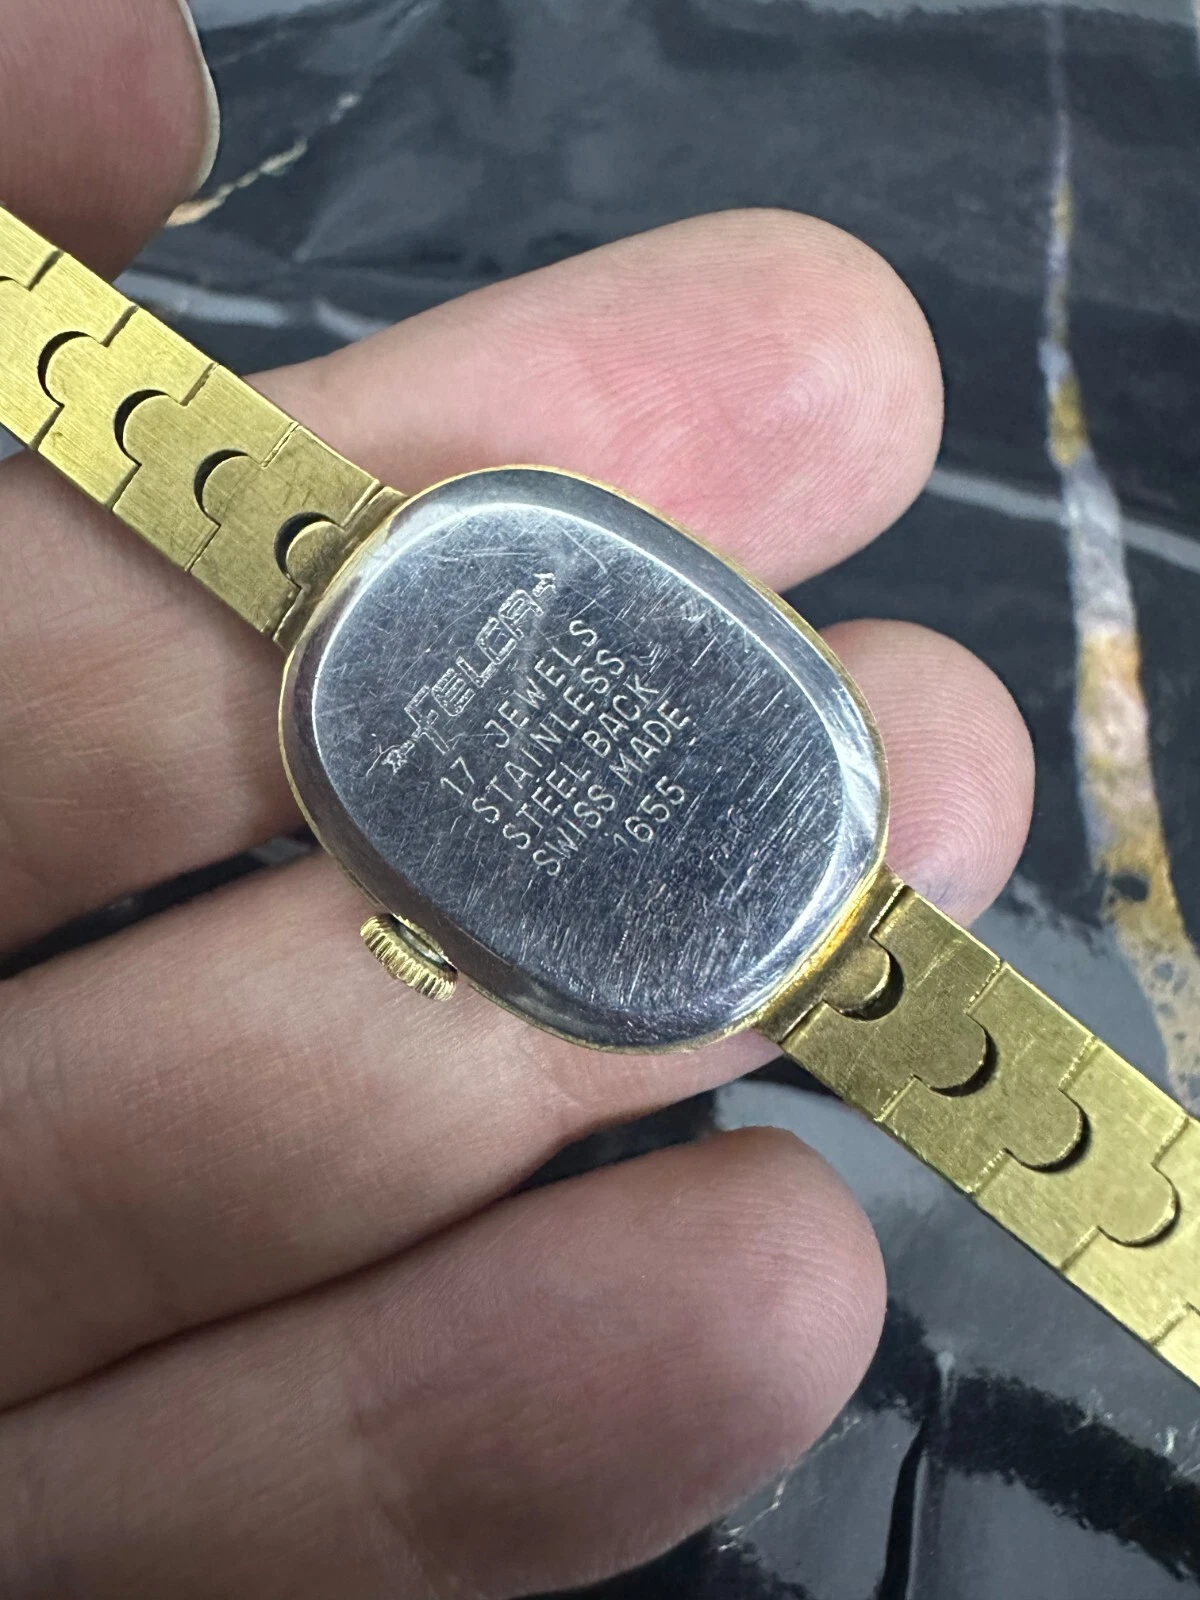 FELCA
17 JEWELS
STAINLESS
STEEL BACK
SWISS MADE
1655